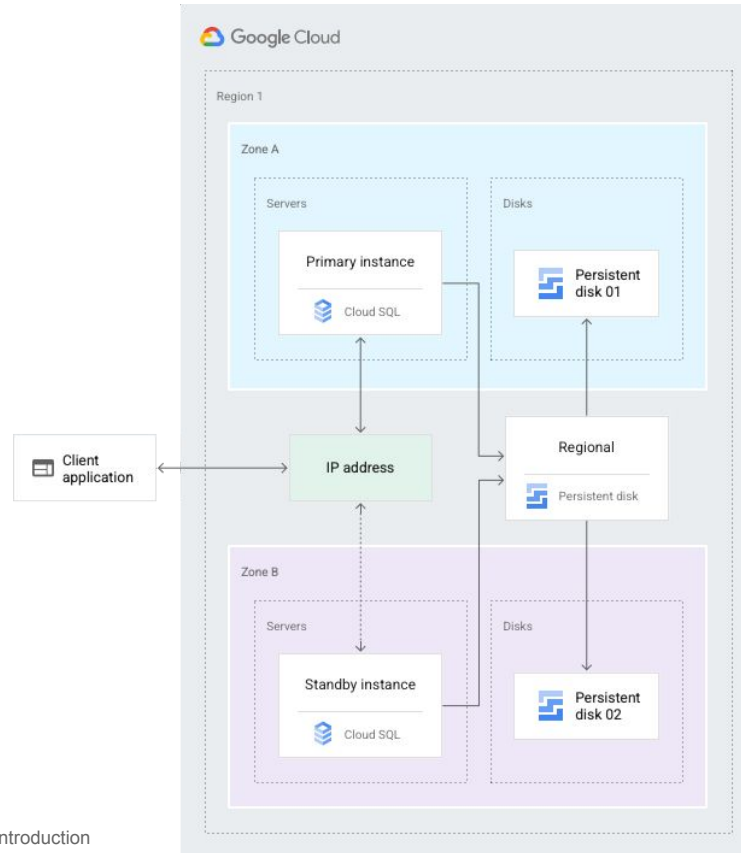 Google Cloud
Region 1
Zone A
Servers
Disks
Primary instance
Cloud SQL
Persistent
disk 01
Client
application
IP address
Regional
Persistent disk
Zone B
Servers
Disks
Standby instance
Cloud SQL
Persistent
disk 02
ntroduction